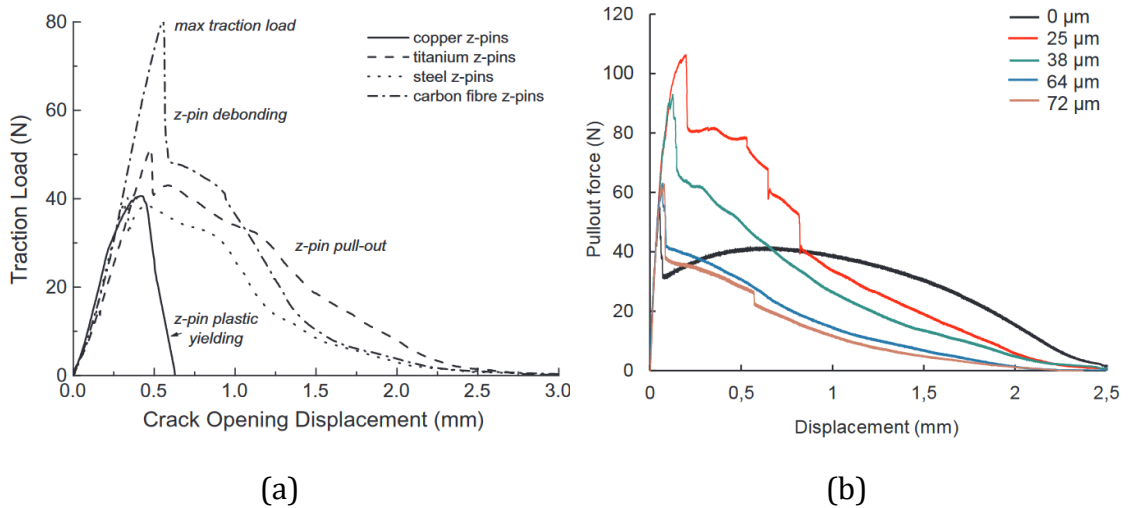 80
60
40
20
0
0.0 0.5 1.0 1.5 2.0 2.5 3.0
Traction Load (N)
Crack Opening Displacement (mm)
max traction load
copper z-pins
titanium z-pins
steel z-pins
carbon fibre z-pins
z-pin debonding
z-pin pull-out
z-pin plastic
yielding
(a)
120
100
80
60
40
20
0
0 0,5 1 1,5 2 2,5
Pullout force (N)
Displacement (mm)
0 µm
25 µm
38 µm
64 µm
72 µm
(b)